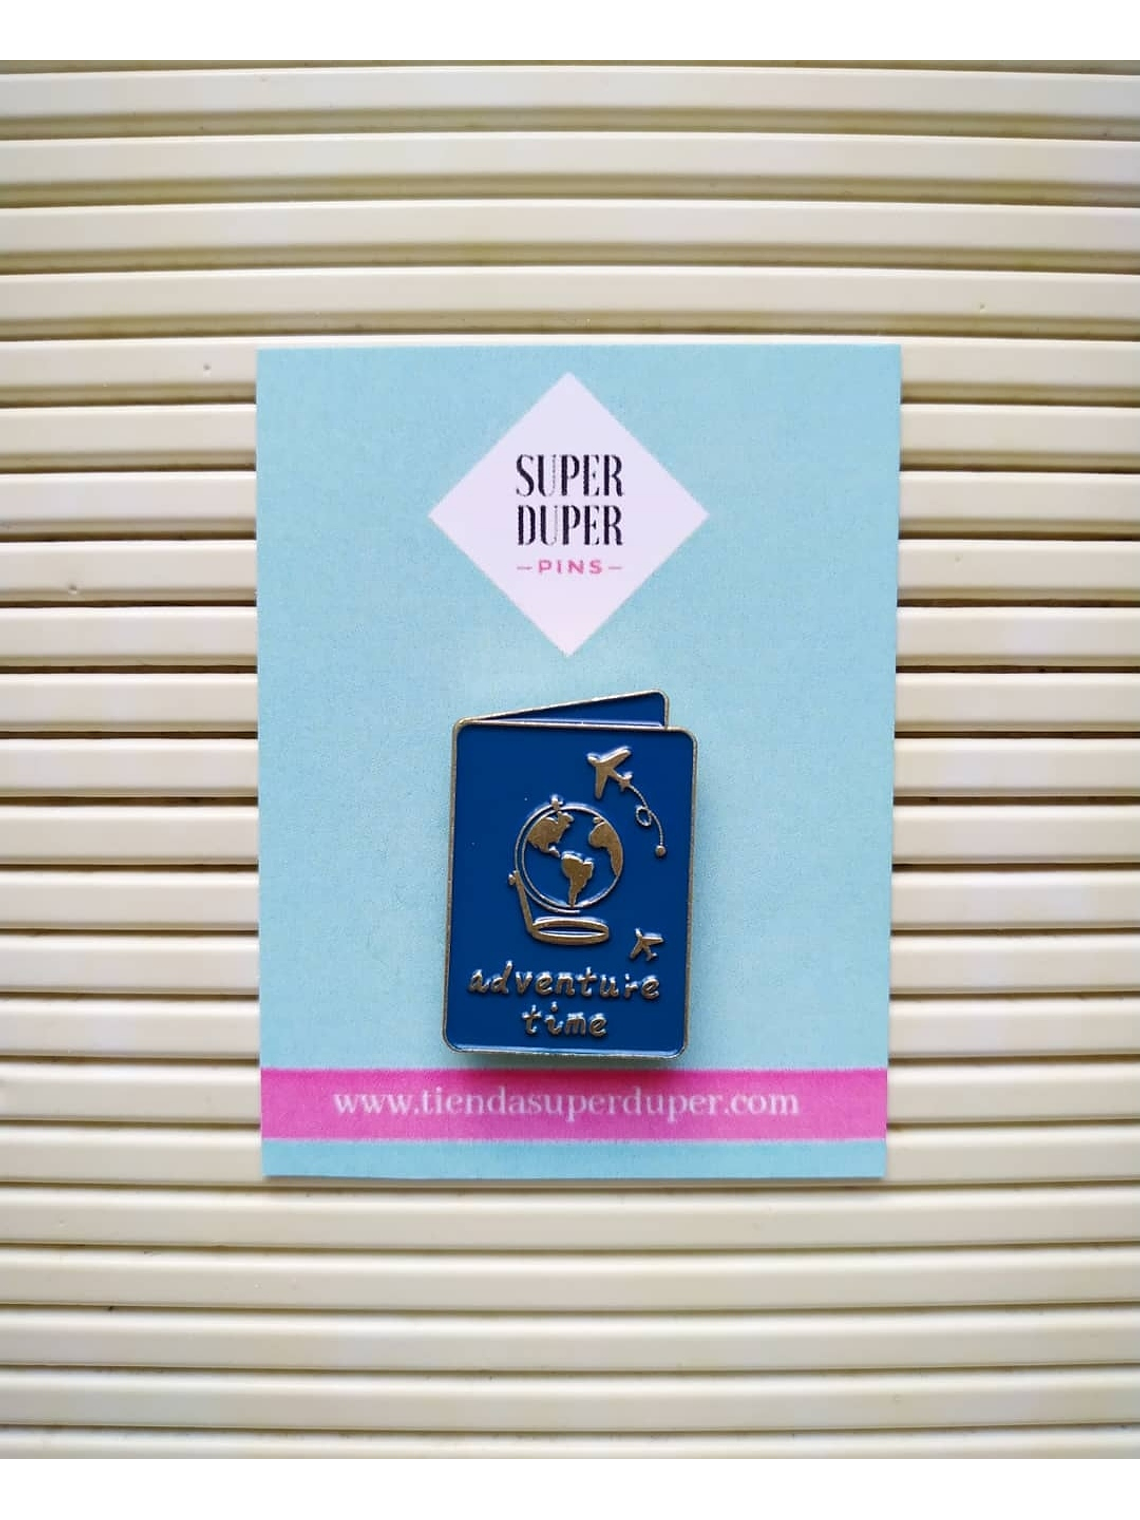 SUPER
DUPER
-PINS-
adventure
time
www.tiendasuperduper.com